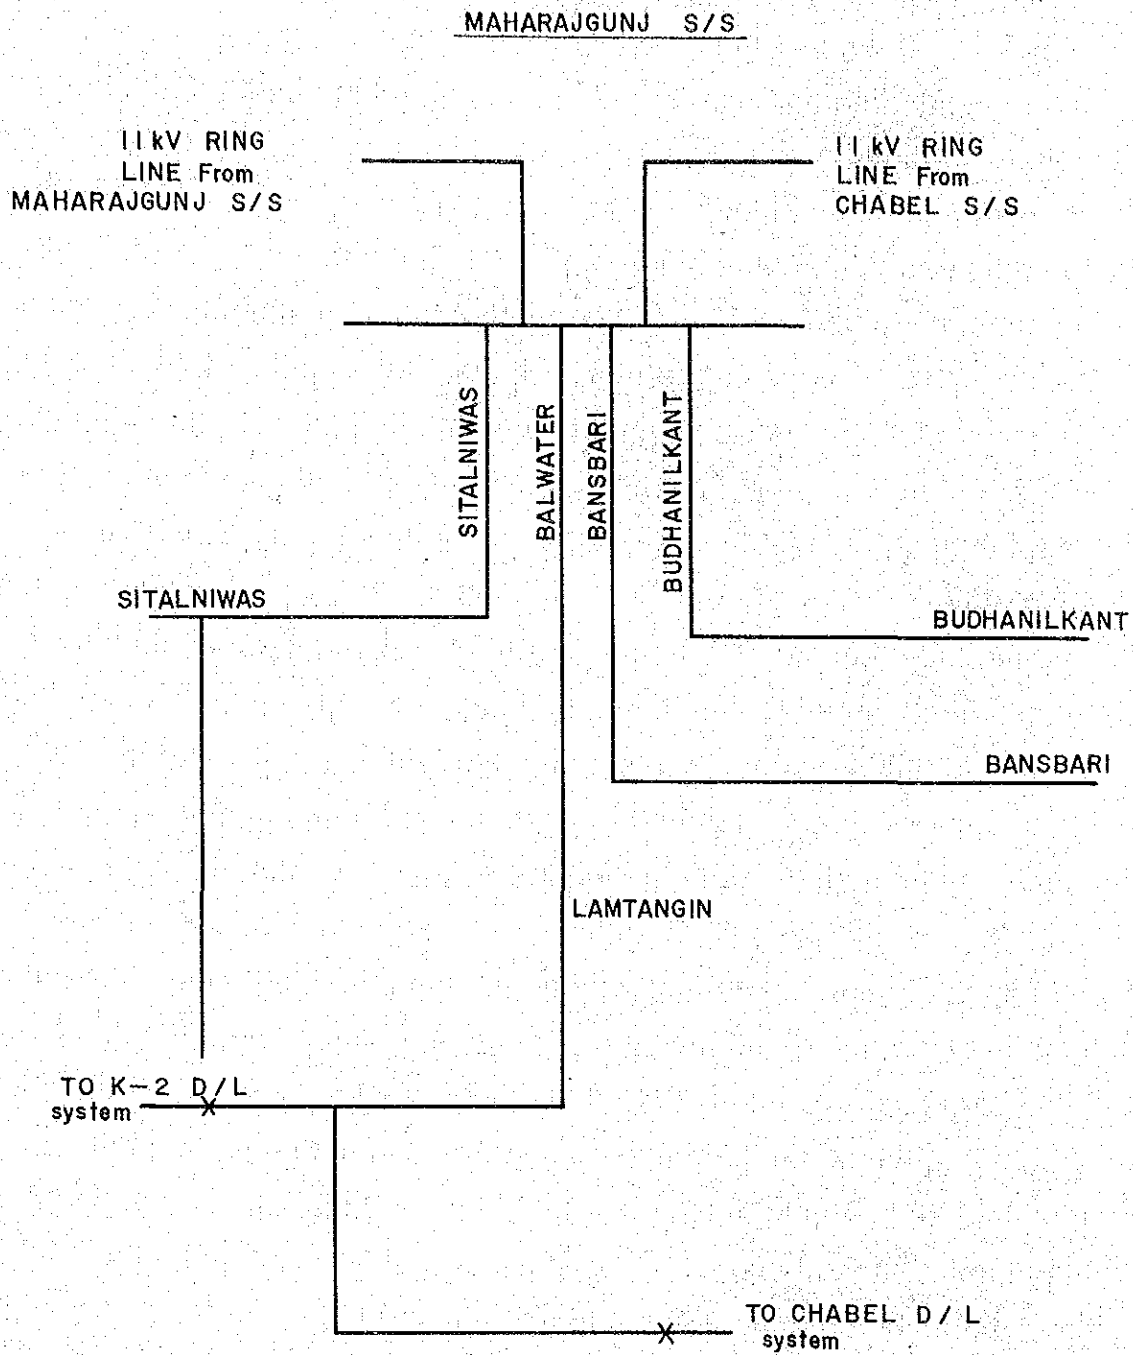 MAHARAJGUNJ S/S
11 kV RING
LINE From
MAHARAJGUNJ S/S
11 kV RING
LINE From
CHABEL S/S
SITALNIWAS
BALWATER
BANSBARI
BUDHANILKANT
SITALNIWAS
BUDHANILKANT
BANSBARI
LAMTANGIN
TO K-2 D/L
system
TO CHABEL D/L
system